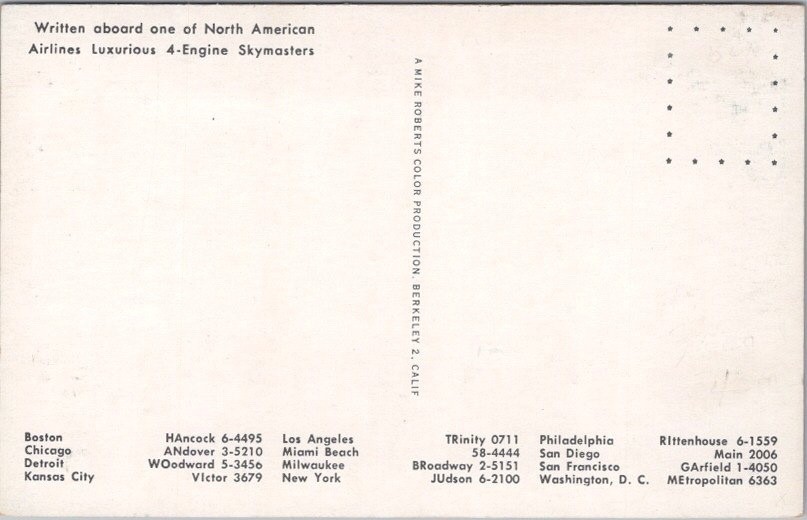 Written aboard one of North American
Airlines Luxurious 4-Engine Skymasters
A MIKE ROBERTS COLOR PRODUCTION, BERKELEY 2, CALIF
Boston HAncock 6-4495 Los Angeles TRinity 0711 Philadelphia RIttenhouse 6-1559
Chicago ANdover 3-5210 Miami Beach 58-4444 San Diego Main 2006
Detroit WOodward 5-3456 Milwaukee BRoadway 2-5151 San Francisco GArfield 1-4050
Kansas City VIctor 3679 New York JUdson 6-2100 Washington, D. C. MEtropolitan 6363